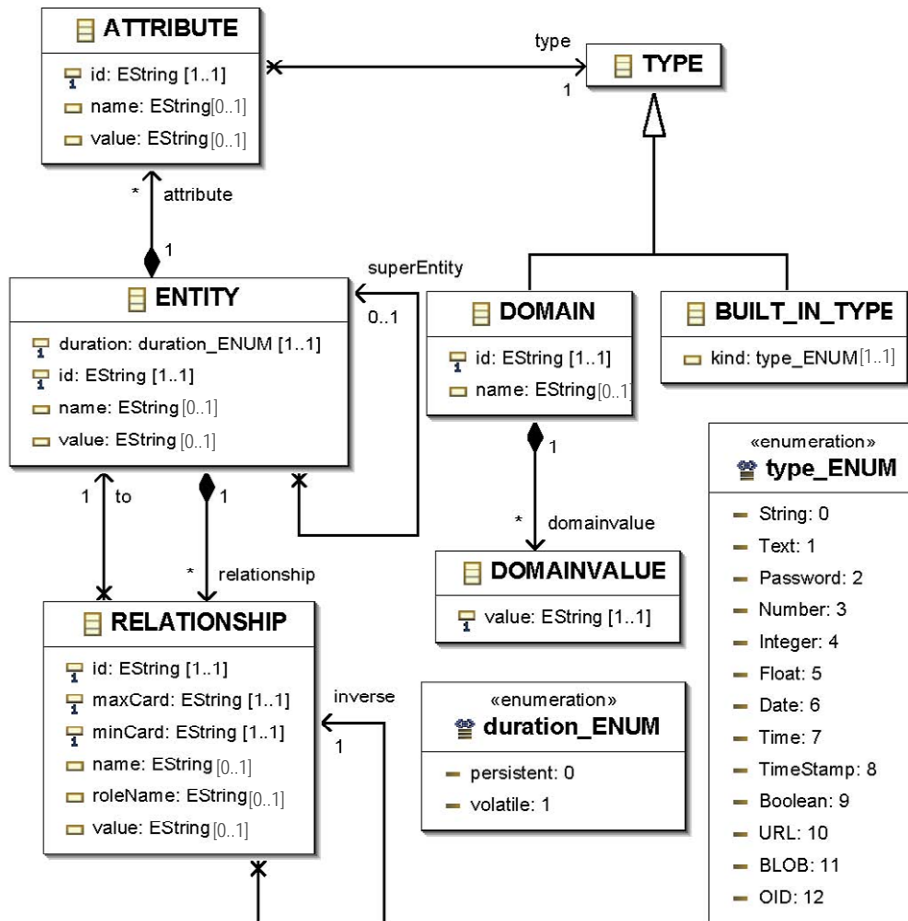 ATTRIBUTE
id: EString [1..1]
name: EString[0..1]
value: EString[0..1]
type
1
TYPE
* attribute
1
superEntity
0..1
ENTITY
duration: duration_ENUM [1..1]
id: EString [1..1]
name: EString[0..1]
value: EString[0..1]
DOMAIN
id: EString [1..1]
name: EString[0..1]
BUILT_IN_TYPE
kind: type_ENUM[1..1]
1 to
1
* relationship
1
* domainvalue
DOMAINVALUE
value: EString [1..1]
RELATIONSHIP
id: EString [1..1]
maxCard: EString [1..1]
minCard: EString [1..1]
name: EString[0..1]
roleName: EString[0..1]
value: EString[0..1]
inverse
1
«enumeration»
duration_ENUM
persistent: 0
volatile: 1
«enumeration»
type_ENUM
String: 0
Text: 1
Password: 2
Number: 3
Integer: 4
Float: 5
Date: 6
Time: 7
TimeStamp: 8
Boolean: 9
URL: 10
BLOB: 11
OID: 12